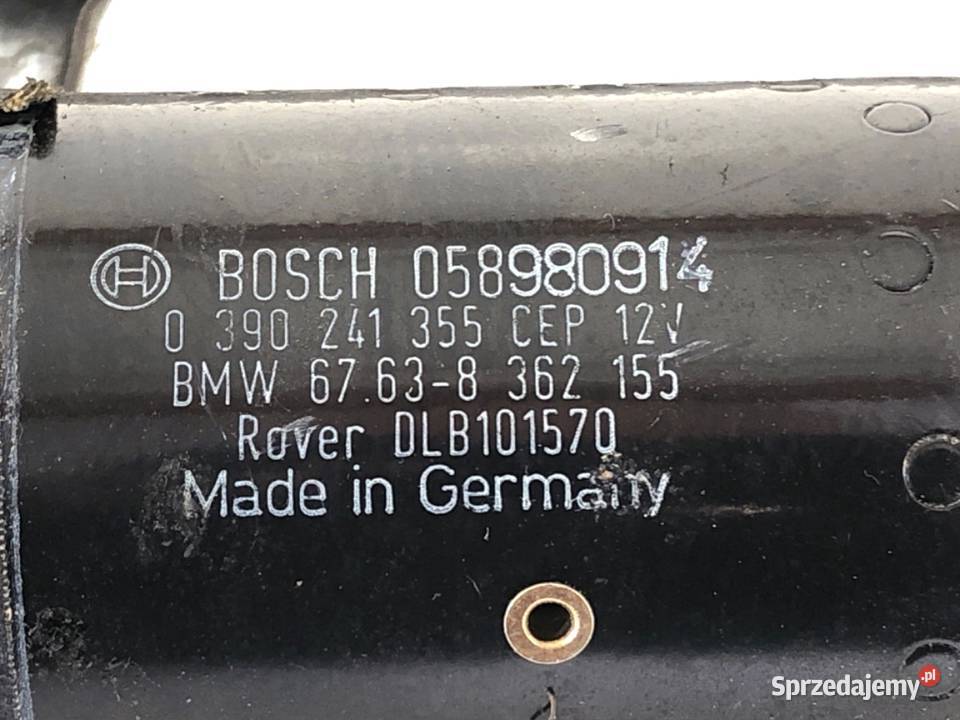 BOSCH 058980914
0 390 241 355 CEP 12V
BMW 67.63-8 362 155
Rover DLB101570
Made in Germany
Sprzedajemy.pl